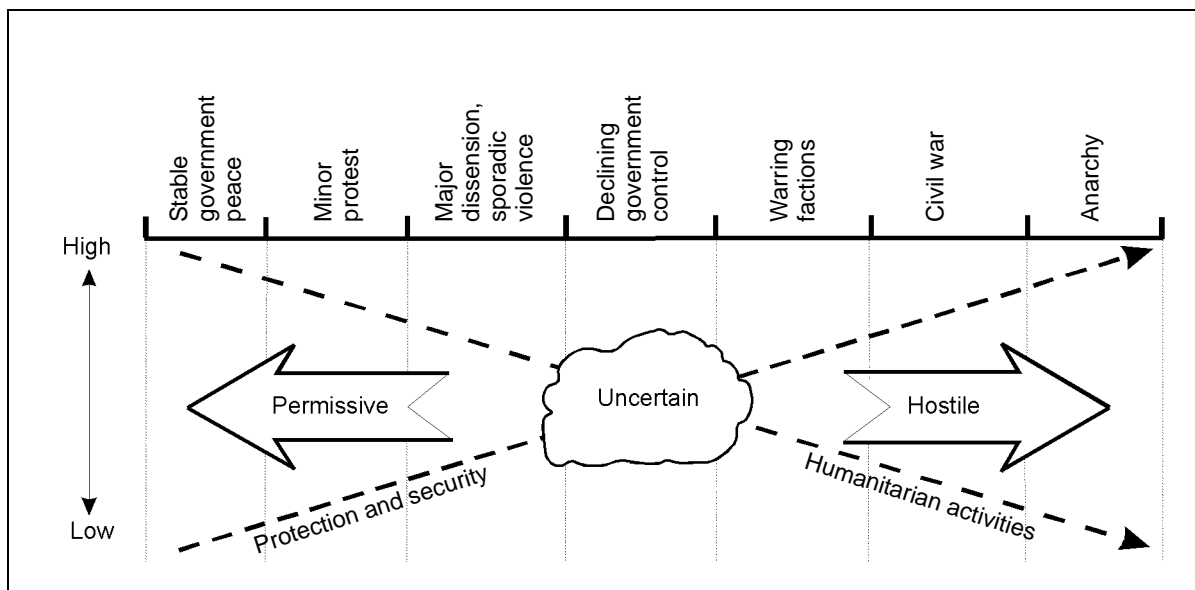 Stable
government
peace
Minor
protest
Major
dissension,
sporadic
violence
Declining
government
control
Warring
factions
Civil war
Anarchy
High
Low
Permissive
Uncertain
Hostile
Protection and security
Humanitarian activities